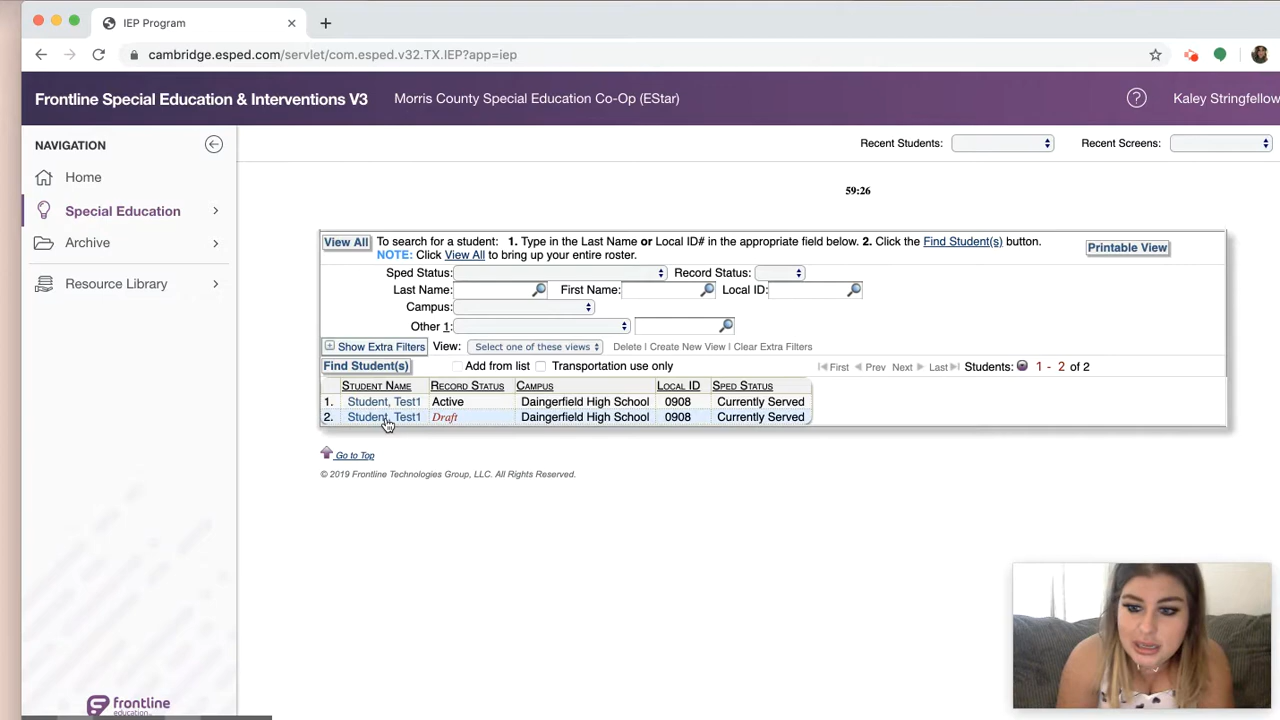 IEP Program
cambridge.esped.com/servlet/com.esped.v32.TX.IEP?app=iep
Frontline Special Education & Interventions V3 Morris County Special Education Co-Op (EStar) Kaley Stringfellow
NAVIGATION
Home
Special Education
Archive
Resource Library
Recent Students: Recent Screens:
59:26
View All To search for a student: 1. Type in the Last Name or Local ID# in the appropriate field below. 2. Click the Find Student(s) button. Printable View
NOTE: Click View All to bring up your entire roster.
Sped Status: Record Status:
Last Name: First Name: Local ID:
Campus:
Other 1:
Show Extra Filters View: Select one of these views Delete | Create New View | Clear Extra Filters
Find Student(s) Add from list Transportation use only First Prev Next Last Students: 1 - 2 of 2
STUDENT NAME RECORD STATUS CAMPUS LOCAL ID SPED STATUS
1. Student, Test1 Active Daingerfield High School 0908 Currently Served
2. Student, Test1 Draft Daingerfield High School 0908 Currently Served
Go to Top
© 2019 Frontline Technologies Group, LLC. All Rights Reserved.
frontline
education